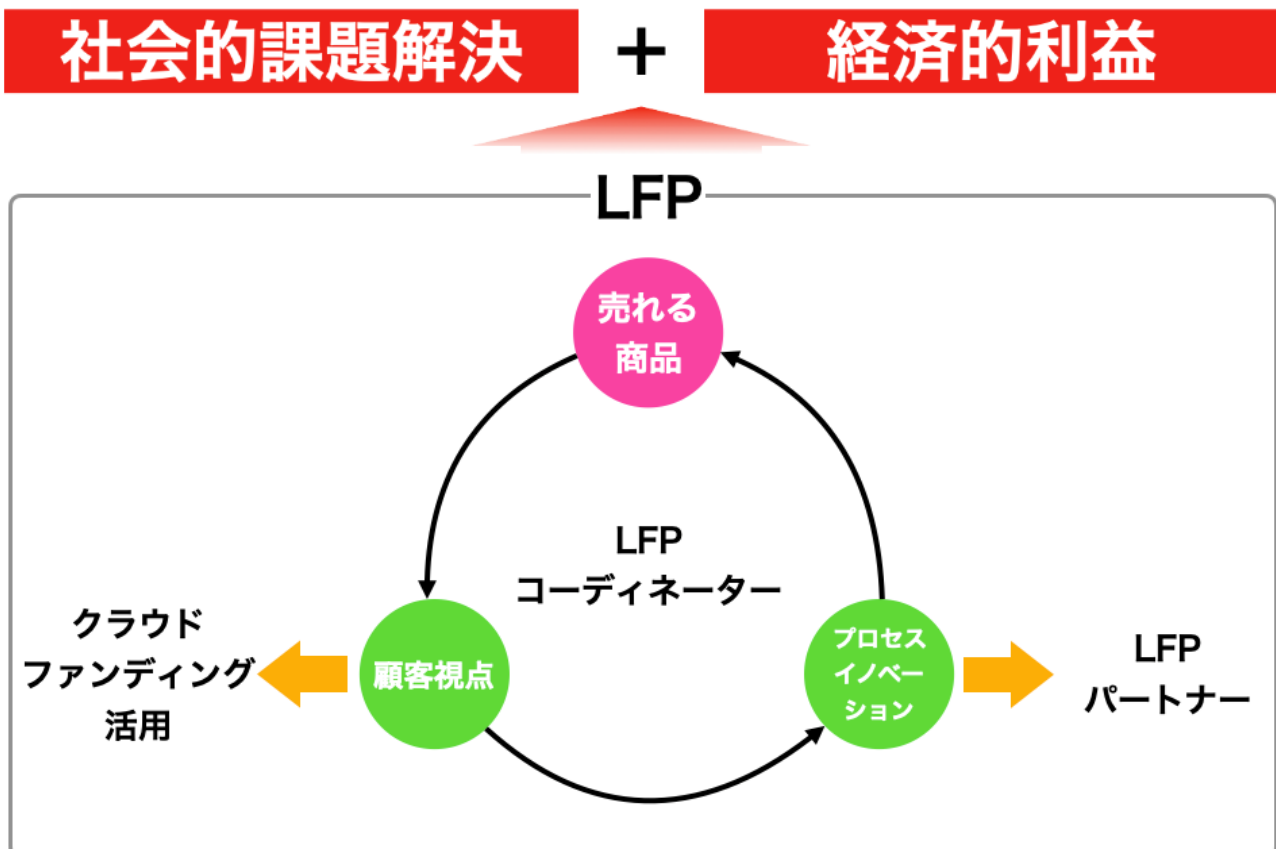 社会的課題解決 + 経済的利益
LFP
売れる
商品
LFP
コーディネーター
クラウド
ファンディング
活用
顧客視点
プロセス
イノベー
ション
LFP
パートナー